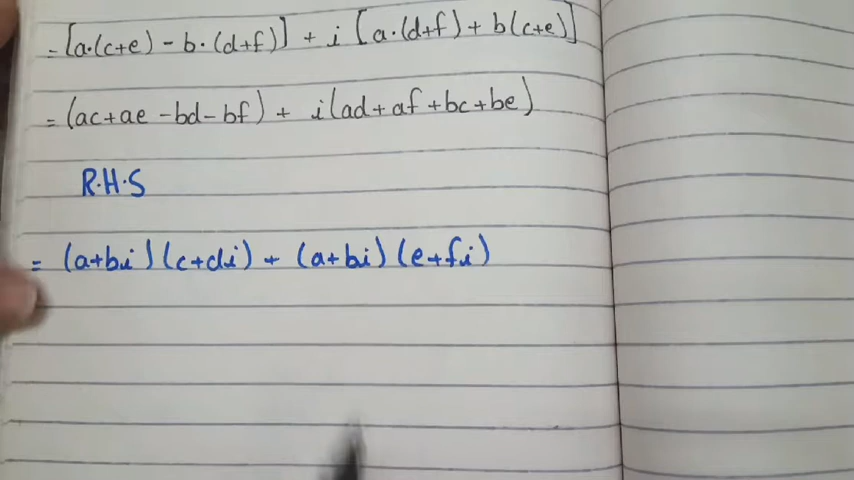 = [a·(c+e) - b·(d+f)] + i [a·(d+f) + b(c+e)]
= (ac+ae -bd-bf) + i(ad+af+bc+be)
R.H.S
= (a+bi)(c+di) + (a+bi)(e+fi)